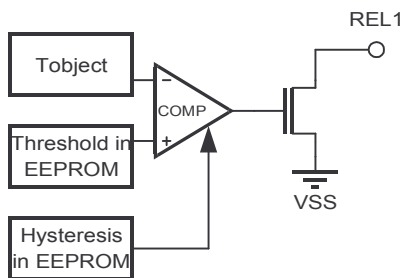 REL1
Tobject
−
COMP
+
Threshold in
EEPROM
VSS
Hysteresis
in EEPROM